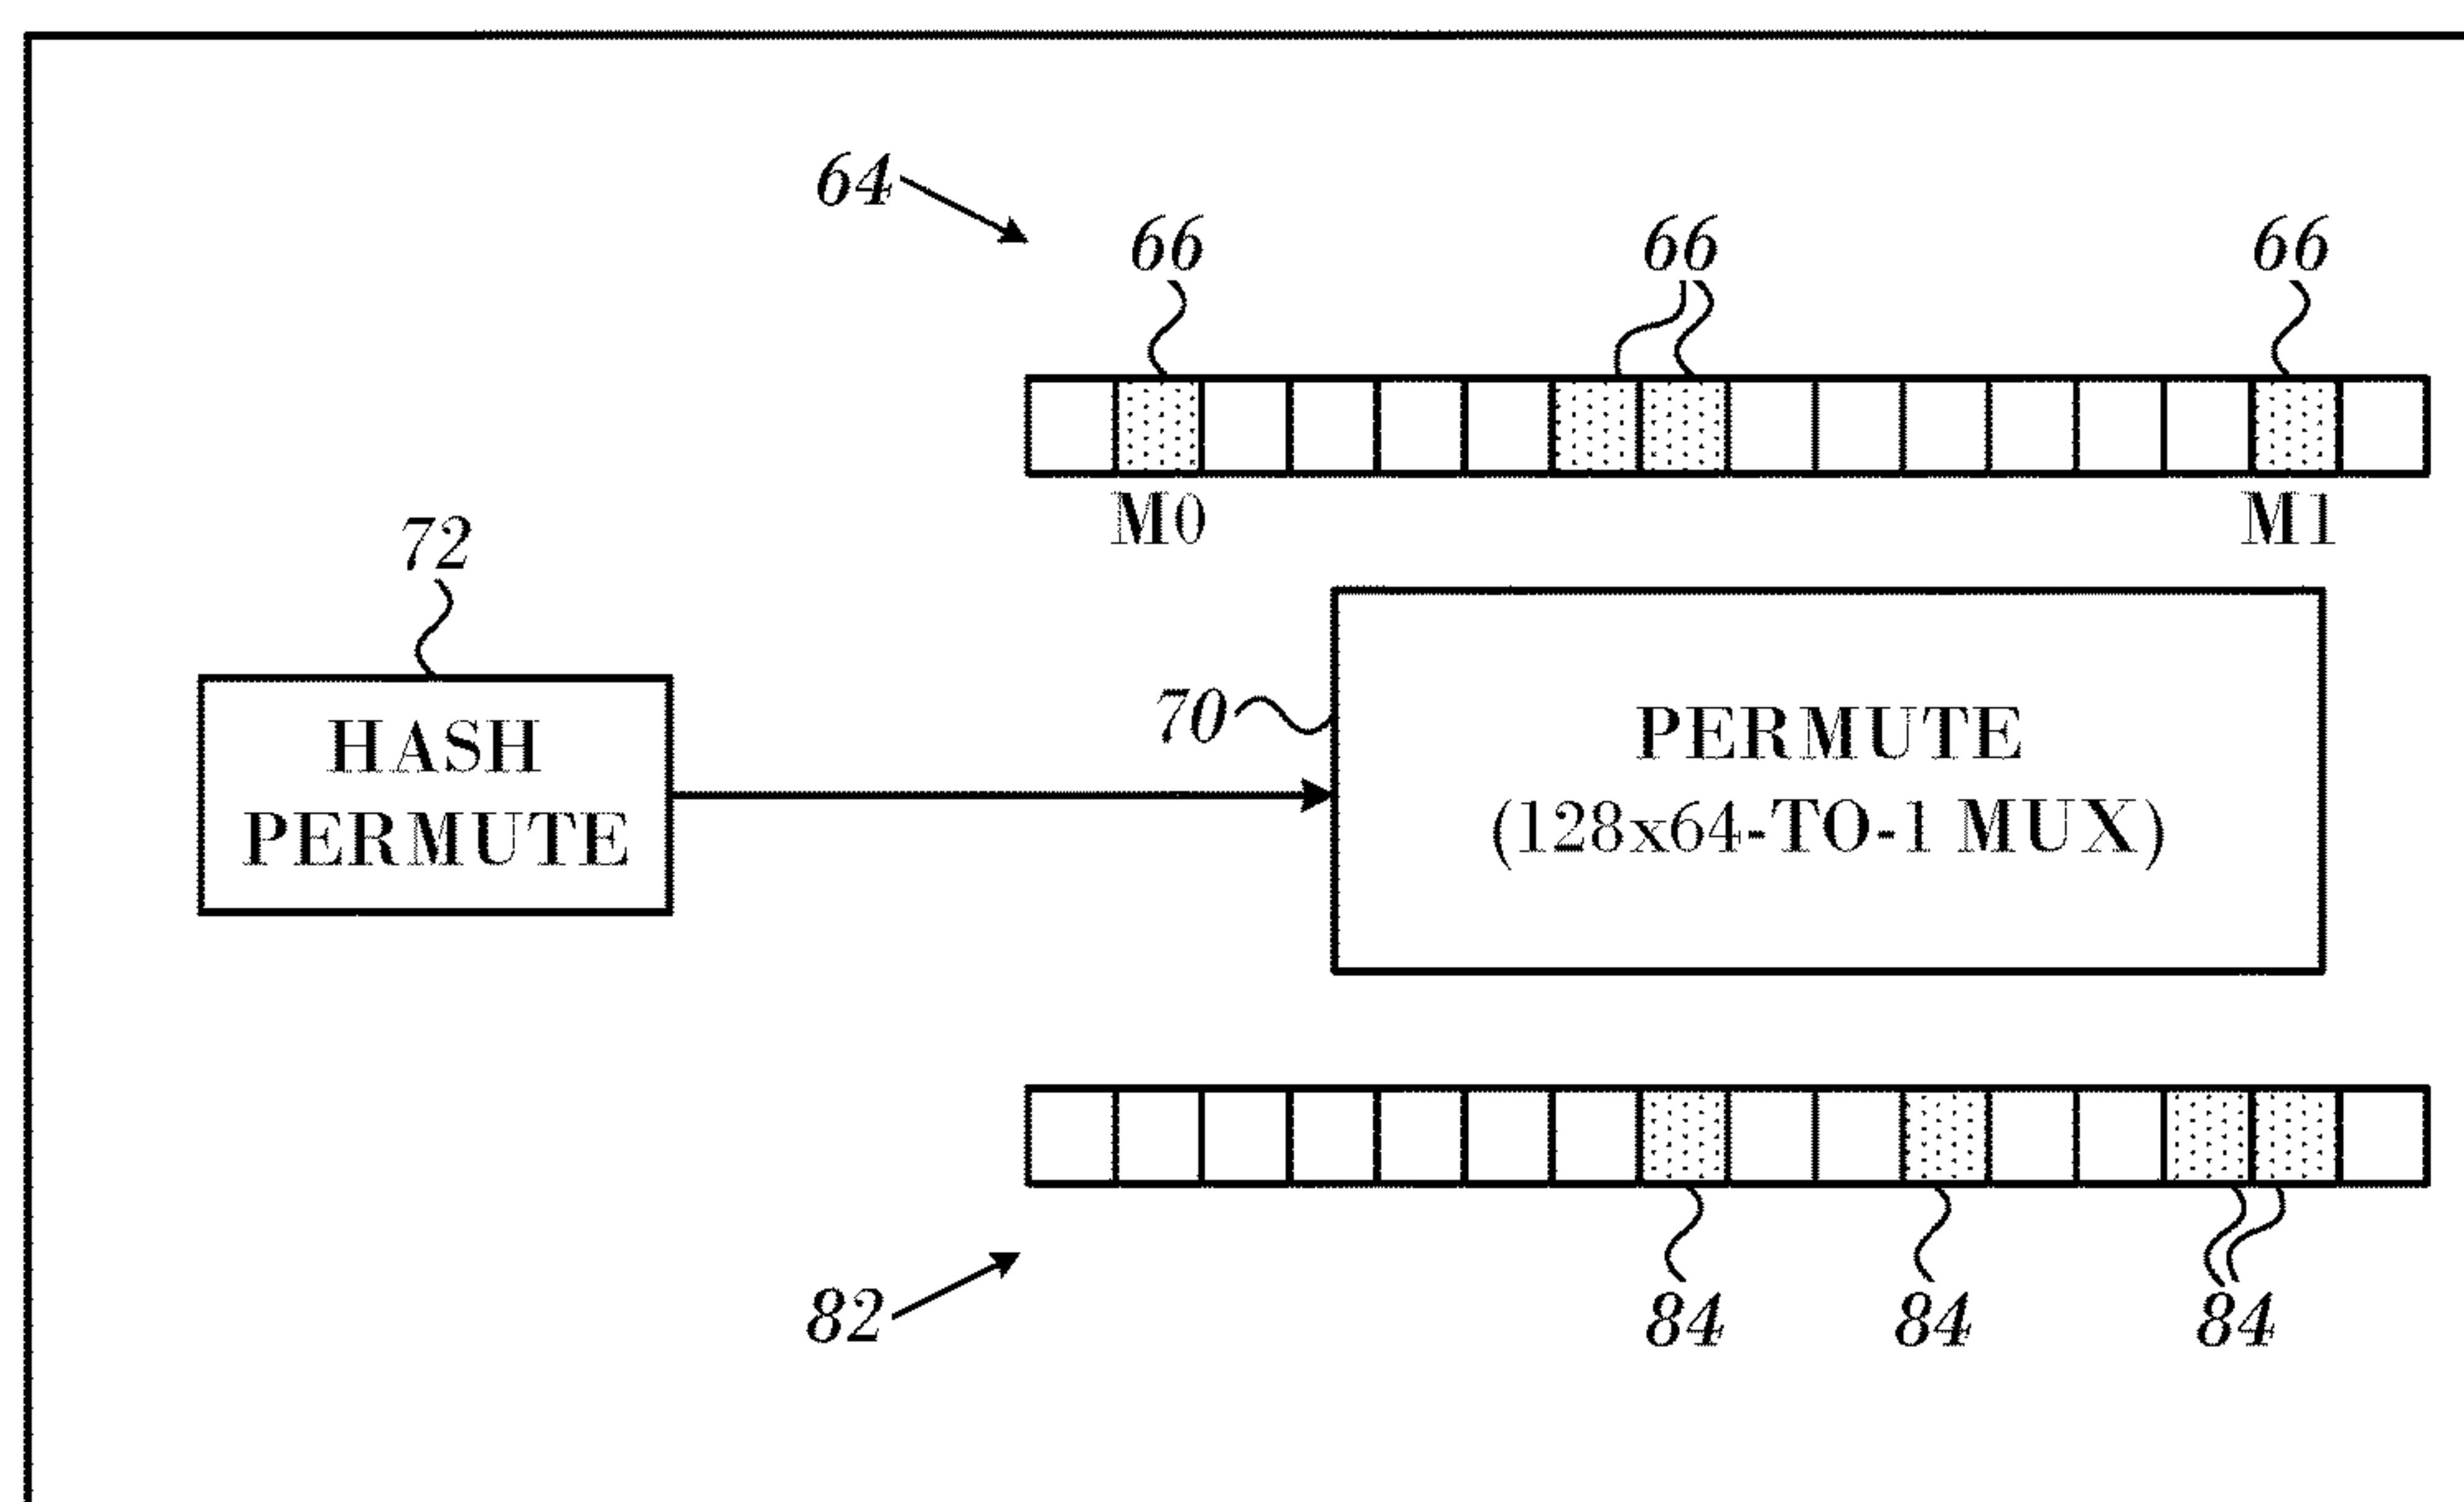 64
66 66 66
M0 M1
72
HASH
PERMUTE
70
PERMUTE
(128x64-TO-1 MUX)
82
84 84 84